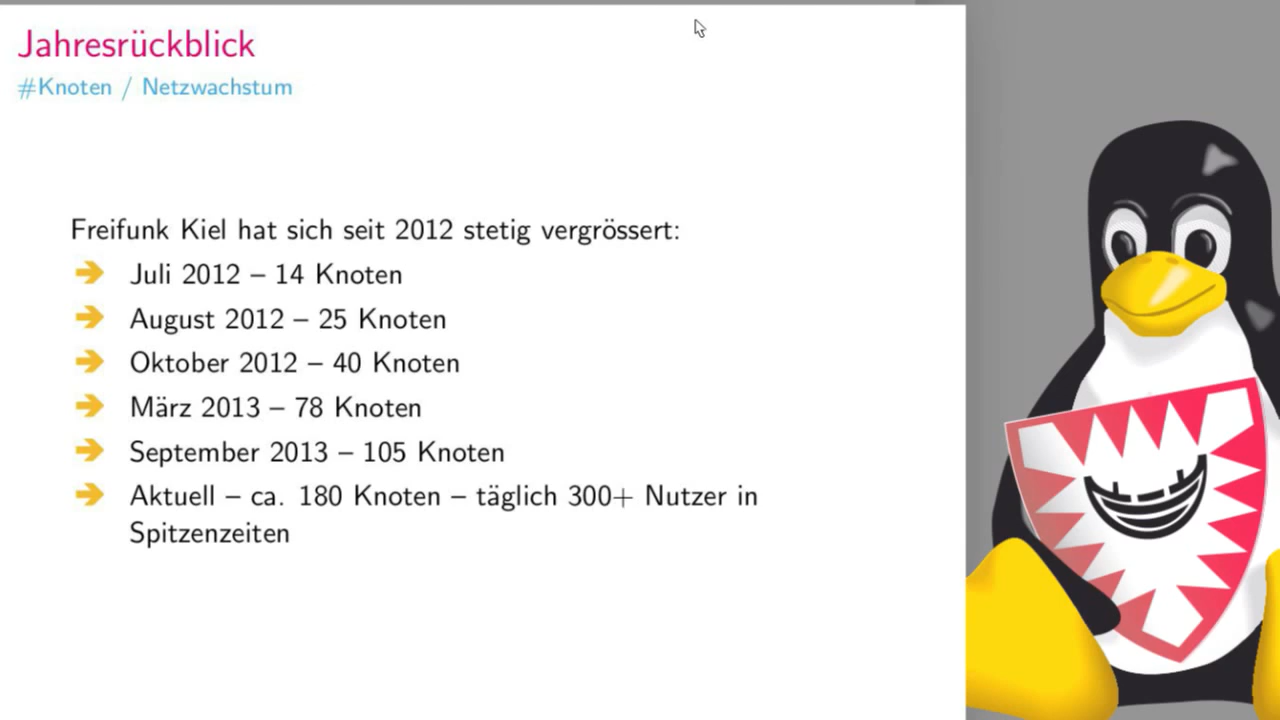 Jahresrückblick
#Knoten / Netzwachstum
Freifunk Kiel hat sich seit 2012 stetig vergrössert:
Juli 2012 – 14 Knoten
August 2012 – 25 Knoten
Oktober 2012 – 40 Knoten
März 2013 – 78 Knoten
September 2013 – 105 Knoten
Aktuell – ca. 180 Knoten – täglich 300+ Nutzer in
Spitzenzeiten